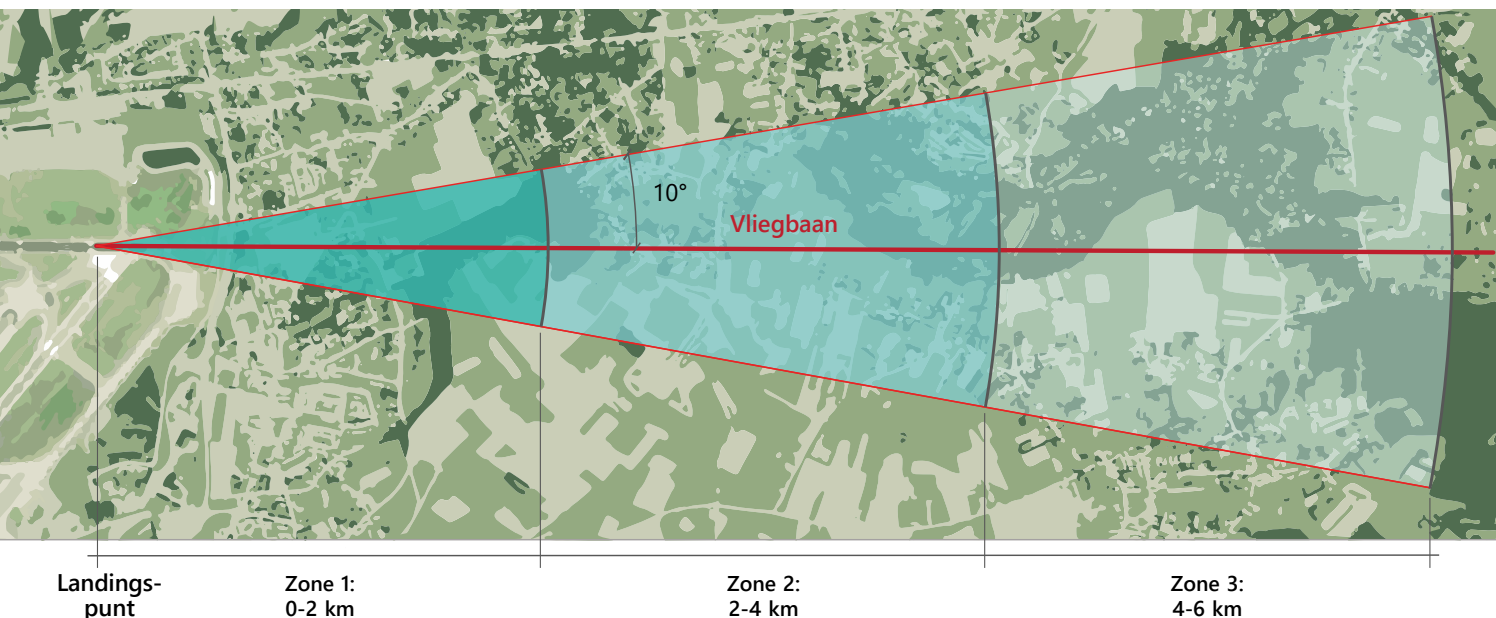 10°
Vliegbaan
Landings-
punt
Zone 1:
0-2 km
Zone 2:
2-4 km
Zone 3:
4-6 km